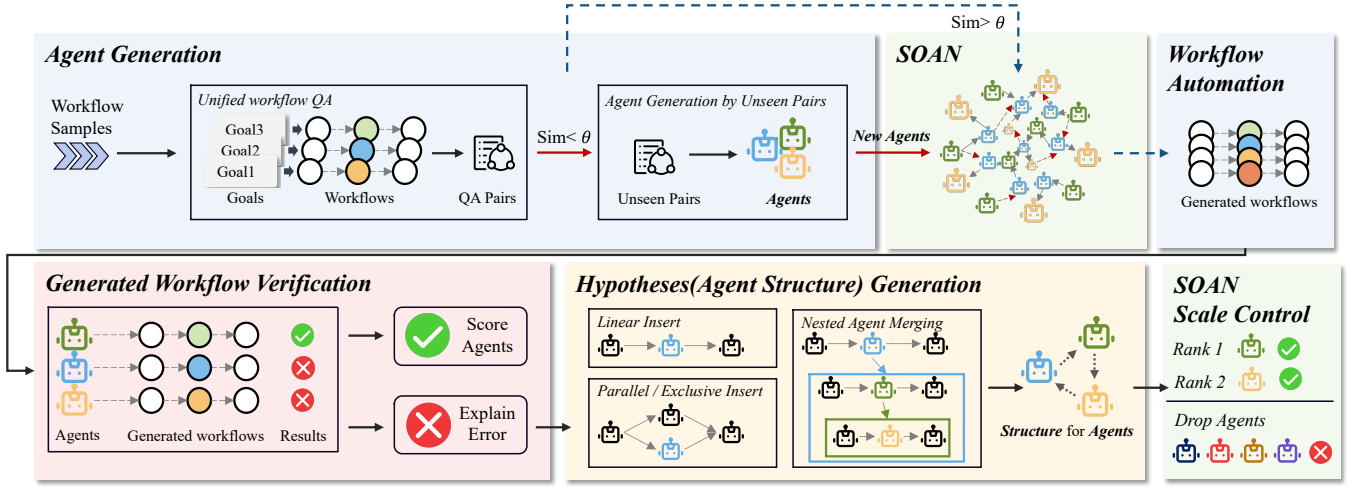 Sim> θ
Agent Generation
Workflow
Samples
Unified workflow QA
Goal3
Goal2
Goal1
Goals
Workflows
QA Pairs
Sim< θ
Agent Generation by Unseen Pairs
Unseen Pairs
Agents
New Agents
SOAN
Workflow
Automation
Generated workflows
Generated Workflow Verification
Agents
Generated workflows
Results
Score
Agents
Explain
Error
Hypotheses(Agent Structure) Generation
Linear Insert
Parallel / Exclusive Insert
Nested Agent Merging
Structure for Agents
SOAN
Scale Control
Rank 1
Rank 2
Drop Agents